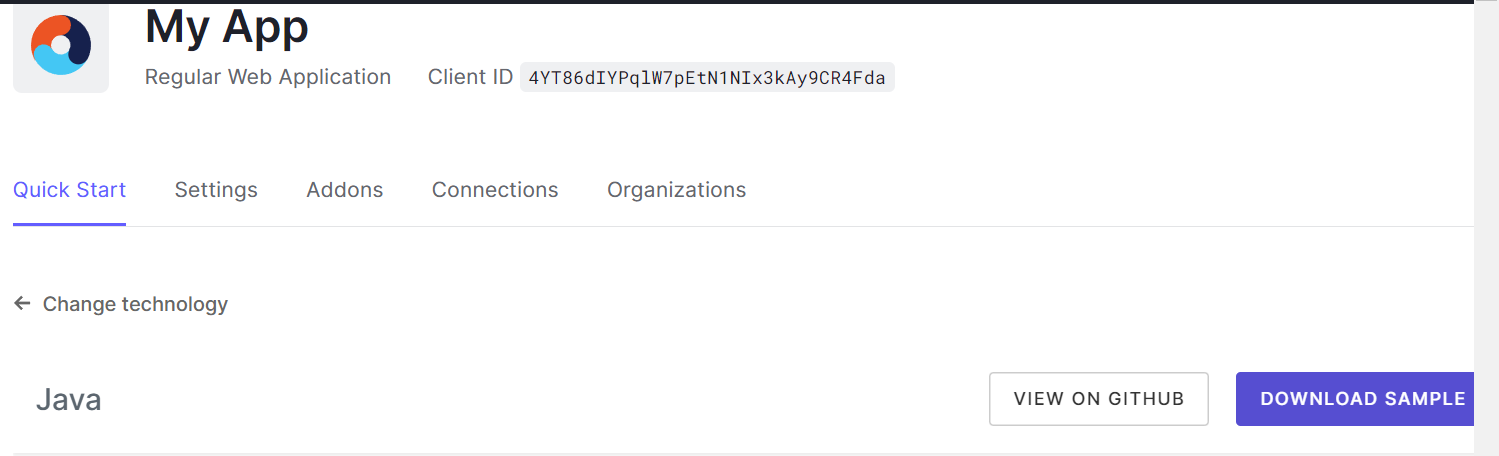 My App
Regular Web Application Client ID 4YT86dIYPqlW7pEtN1NIx3kAy9CR4Fda
Quick Start Settings Addons Connections Organizations
← Change technology
Java VIEW ON GITHUB DOWNLOAD SAMPLE